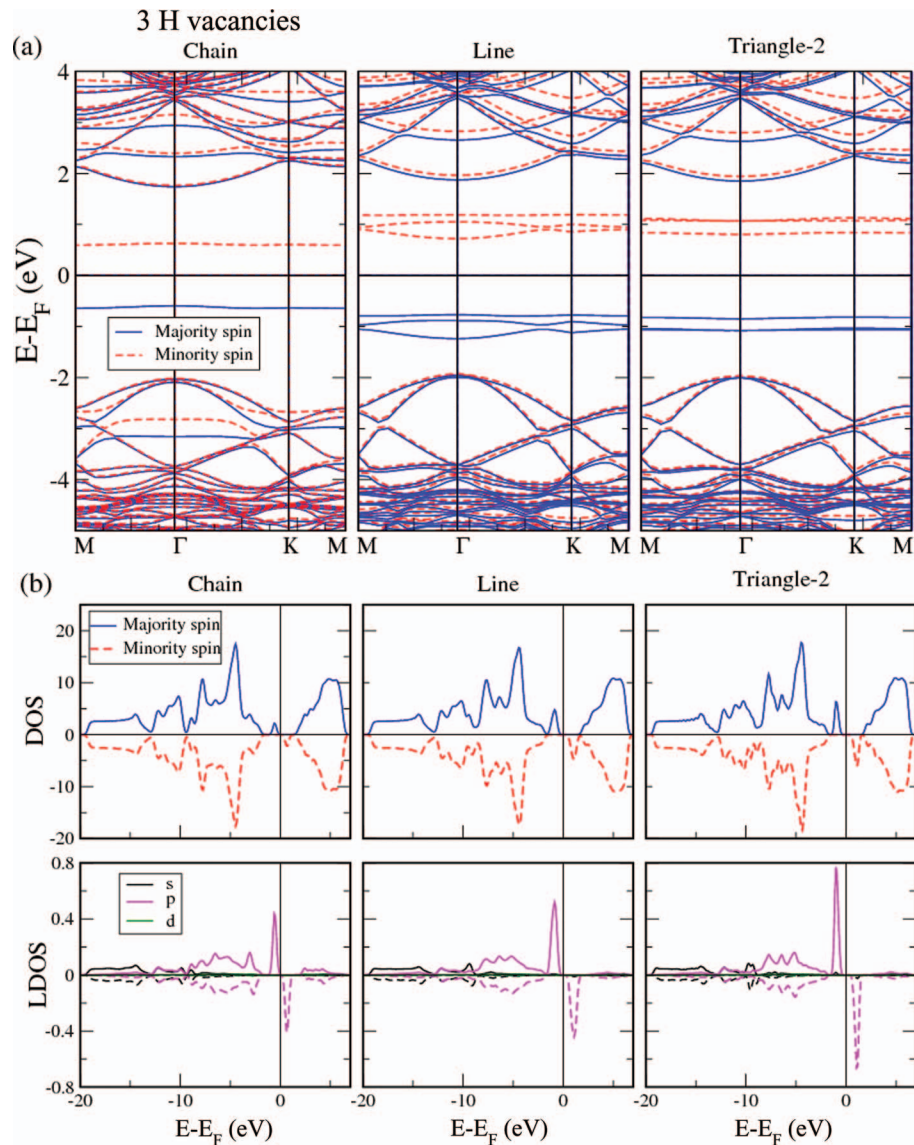 3 H vacancies
(a) Chain Line Triangle-2
4
2
0
-2
-4
E-E_F (eV)
Majority spin
Minority spin
M Γ K M M Γ K M M Γ K M
(b) Chain Line Triangle-2
Majority spin
Minority spin
20
10
0
-10
-20
DOS
0.8
0.4
0
-0.4
-0.8
LDOS
s
p
d
-20 -10 0 -10 0 -10 0
E-E_F (eV) E-E_F (eV) E-E_F (eV)